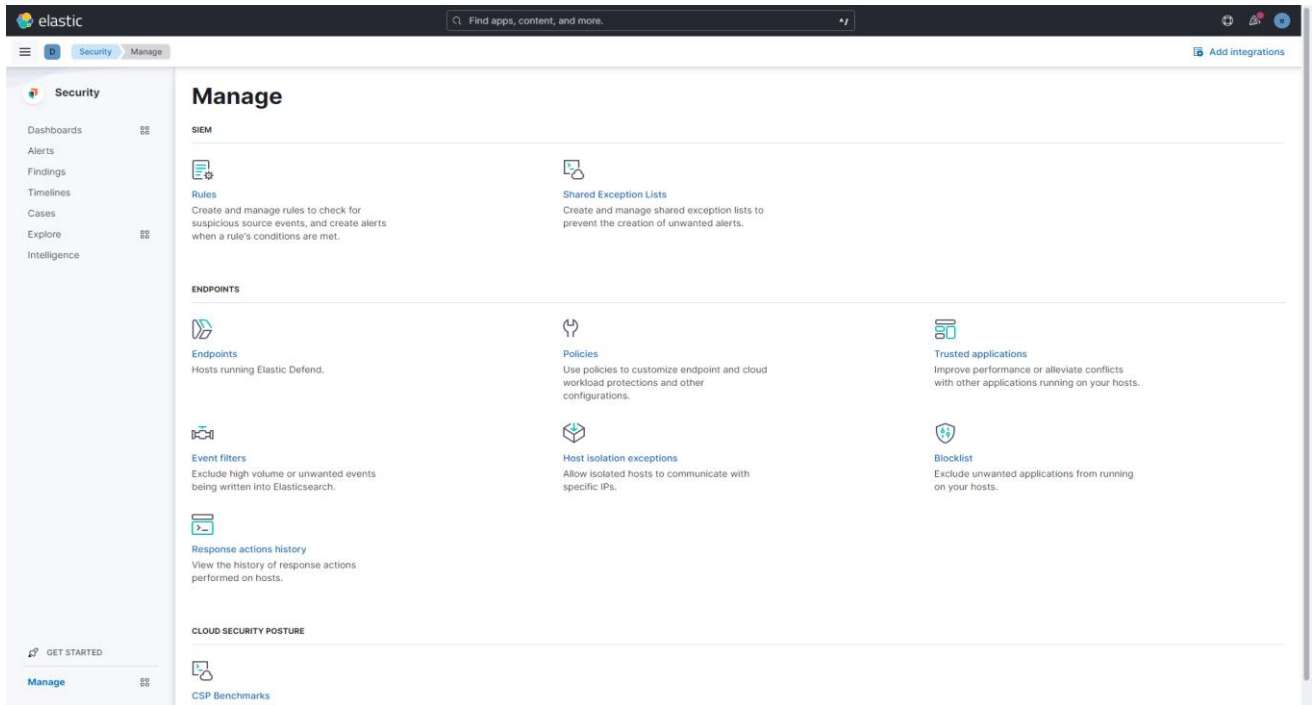 elastic
Find apps, content, and more.
^/
e
D
Security
Manage
Add integrations
Security
Dashboards
Alerts
Findings
Timelines
Cases
Explore
Intelligence
GET STARTED
Manage
Manage
SIEM
Rules
Create and manage rules to check for
suspicious source events, and create alerts
when a rule's conditions are met.
Shared Exception Lists
Create and manage shared exception lists to
prevent the creation of unwanted alerts.
ENDPOINTS
Endpoints
Hosts running Elastic Defend.
Policies
Use policies to customize endpoint and cloud
workload protections and other
configurations.
Trusted applications
Improve performance or alleviate conflicts
with other applications running on your hosts.
Event filters
Exclude high volume or unwanted events
being written into Elasticsearch.
Host isolation exceptions
Allow isolated hosts to communicate with
specific IPs.
Blocklist
Exclude unwanted applications from running
on your hosts.
Response actions history
View the history of response actions
performed on hosts.
CLOUD SECURITY POSTURE
CSP Benchmarks